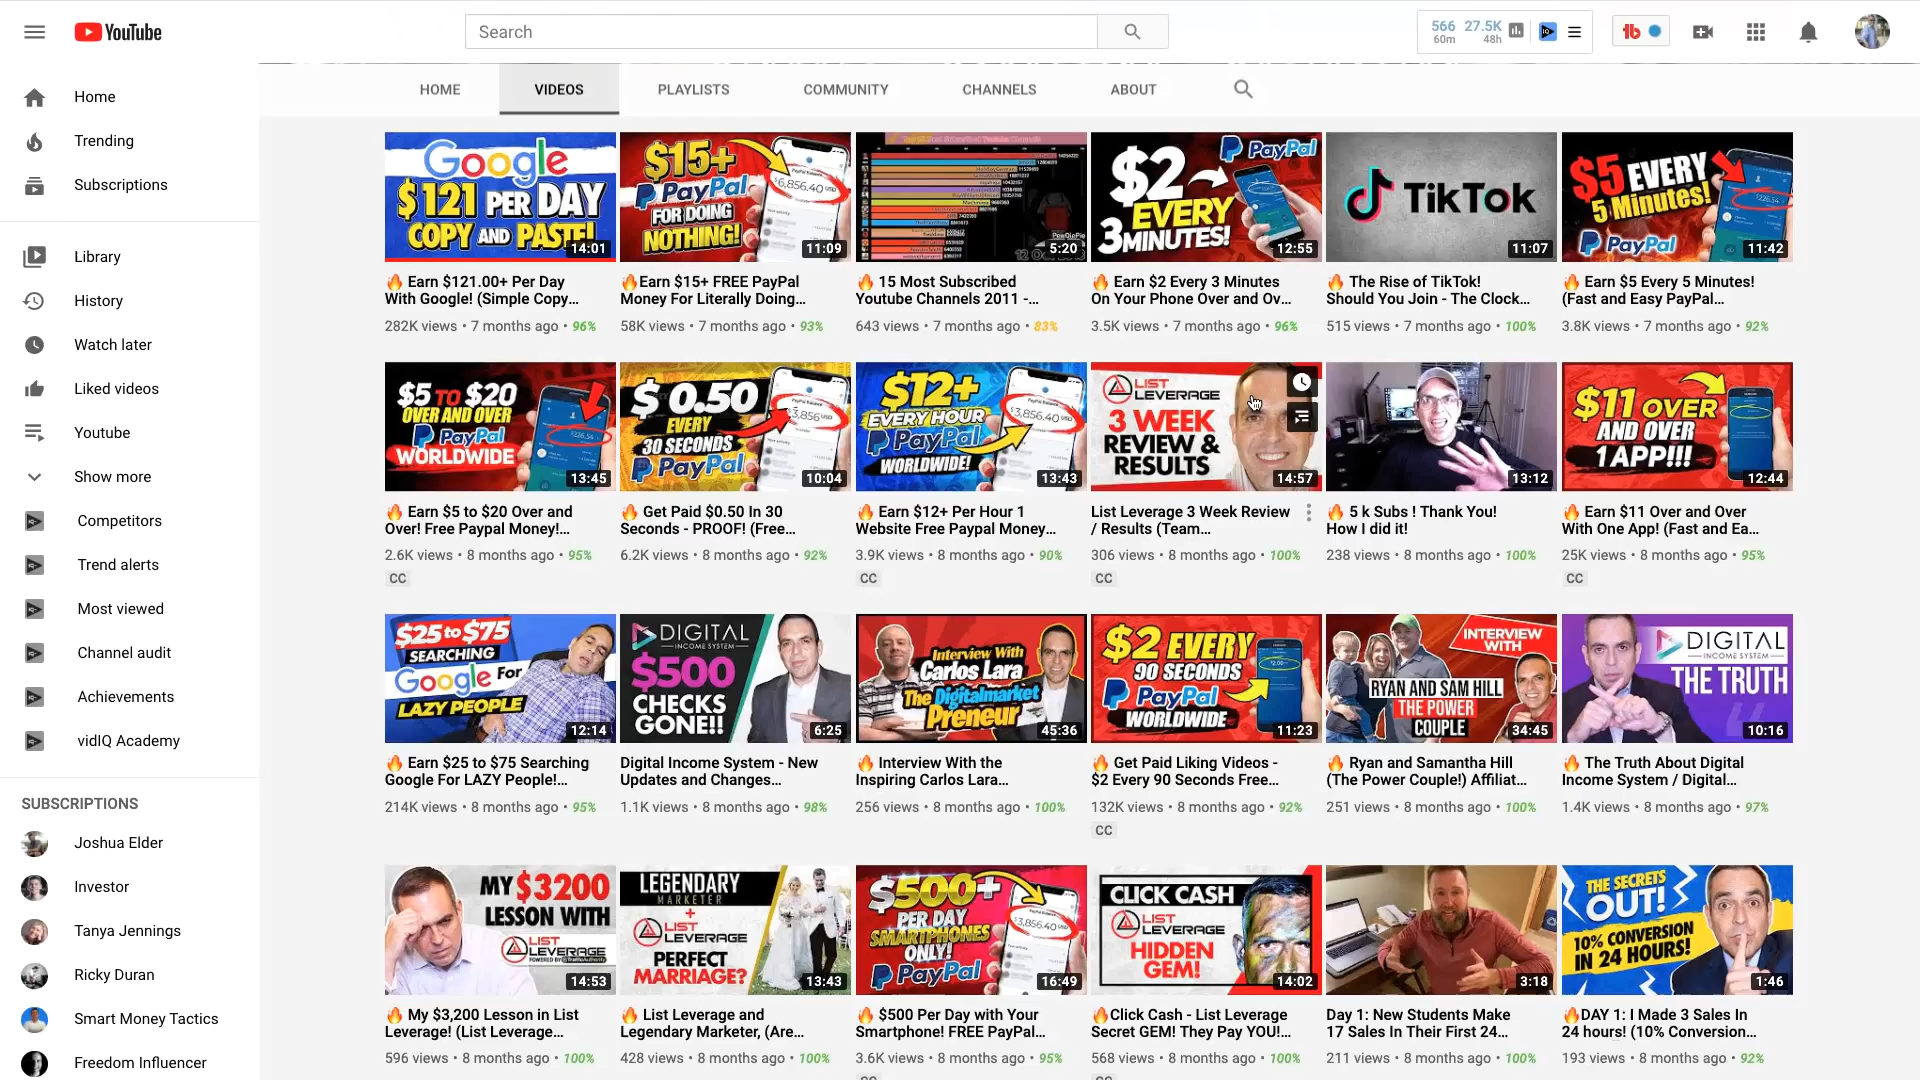 YouTube
Search
566 27.5K
60m 48h
HOME VIDEOS PLAYLISTS COMMUNITY CHANNELS ABOUT
Home
Trending
Subscriptions
Library
History
Watch later
Liked videos
Youtube
Show more
Competitors
Trend alerts
Most viewed
Channel audit
Achievements
vidIQ Academy
SUBSCRIPTIONS
Joshua Elder
Investor
Tanya Jennings
Ricky Duran
Smart Money Tactics
Freedom Influencer
Google
$121 PER DAY
COPY AND PASTE!
14:01
🔥 Earn $121.00+ Per Day
With Google! (Simple Copy...
282K views • 7 months ago • 96%
$15+
PayPal
FOR DOING
NOTHING!
$6,856.40
11:09
🔥Earn $15+ FREE PayPal
Money For Literally Doing...
58K views • 7 months ago • 93%
PewDiePie
5:20
🔥 15 Most Subscribed
Youtube Channels 2011 -...
643 views • 7 months ago • 83%
PayPal
$2
EVERY
3 MINUTES!
12:55
🔥 Earn $2 Every 3 Minutes
On Your Phone Over and Ov...
3.5K views • 7 months ago • 96%
TikTok
11:07
🔥 The Rise of TikTok!
Should You Join - The Clock...
515 views • 7 months ago • 100%
$5 EVERY
5 Minutes!
PayPal
11:42
🔥 Earn $5 Every 5 Minutes!
(Fast and Easy PayPal...
3.8K views • 7 months ago • 92%
$5 TO $20
OVER AND OVER
PayPal
WORLDWIDE
13:45
🔥 Earn $5 to $20 Over and
Over! Free Paypal Money!...
2.6K views • 8 months ago • 95%
CC
$ 0.50
EVERY
30 SECONDS
PayPal
10:04
🔥 Get Paid $0.50 In 30
Seconds - PROOF! (Free...
6.2K views • 8 months ago • 92%
$12+
EVERY HOUR
PayPal
WORLDWIDE!
$3,856.40
13:43
🔥 Earn $12+ Per Hour 1
Website Free Paypal Money...
3.9K views • 8 months ago • 90%
CC
LIST
LEVERAGE
3 WEEK
REVIEW &
RESULTS
14:57
List Leverage 3 Week Review
/ Results (Team...
306 views • 8 months ago • 100%
CC
13:12
🔥 5 k Subs ! Thank You!
How I did it!
238 views • 8 months ago • 100%
$11 OVER
AND OVER
1 APP!!!
12:44
🔥 Earn $11 Over and Over
With One App! (Fast and Ea...
25K views • 8 months ago • 95%
CC
$25 to $75
SEARCHING
Google For
LAZY PEOPLE
12:14
🔥 Earn $25 to $75 Searching
Google For LAZY People!...
214K views • 8 months ago • 95%
DIGITAL
INCOME SYSTEM
$500
CHECKS
GONE!!
6:25
Digital Income System - New
Updates and Changes...
1.1K views • 8 months ago • 98%
Interview With
Carlos Lara
The Digitalmarket
Preneur
45:36
🔥 Interview With the
Inspiring Carlos Lara...
256 views • 8 months ago • 100%
$2 EVERY
90 SECONDS
PayPal
WORLDWIDE
11:23
🔥 Get Paid Liking Videos -
$2 Every 90 Seconds Free...
132K views • 8 months ago • 92%
CC
INTERVIEW
WITH
RYAN AND SAM HILL
THE POWER
COUPLE
34:45
🔥 Ryan and Samantha Hill
(The Power Couple!) Affiliat...
251 views • 8 months ago • 100%
DIGITAL
INCOME SYSTEM
THE TRUTH
10:16
🔥 The Truth About Digital
Income System / Digital...
1.4K views • 8 months ago • 97%
MY $3200
LESSON WITH
LIST
LEVERAGE
14:53
🔥 My $3,200 Lesson in List
Leverage! (List Leverage...
596 views • 8 months ago • 100%
LEGENDARY
MARKETER
+
LIST
LEVERAGE
PERFECT
MARRIAGE?
13:43
🔥 List Leverage and
Legendary Marketer, (Are...
428 views • 8 months ago • 100%
$500+
PER DAY
SMARTPHONES
ONLY!
PayPal
$3,856.40
16:49
🔥 $500 Per Day with Your
Smartphone! FREE PayPal...
3.6K views • 8 months ago • 95%
CLICK CASH
LIST
LEVERAGE
HIDDEN
GEM!
14:02
🔥Click Cash - List Leverage
Secret GEM! They Pay YOU!...
568 views • 8 months ago • 100%
3:18
Day 1: New Students Make
17 Sales In Their First 24...
211 views • 8 months ago • 100%
THE SECRETS
OUT!
10% CONVERSION
IN 24 HOURS!
1:46
🔥DAY 1: I Made 3 Sales In
24 hours! (10% Conversion...
193 views • 8 months ago • 92%